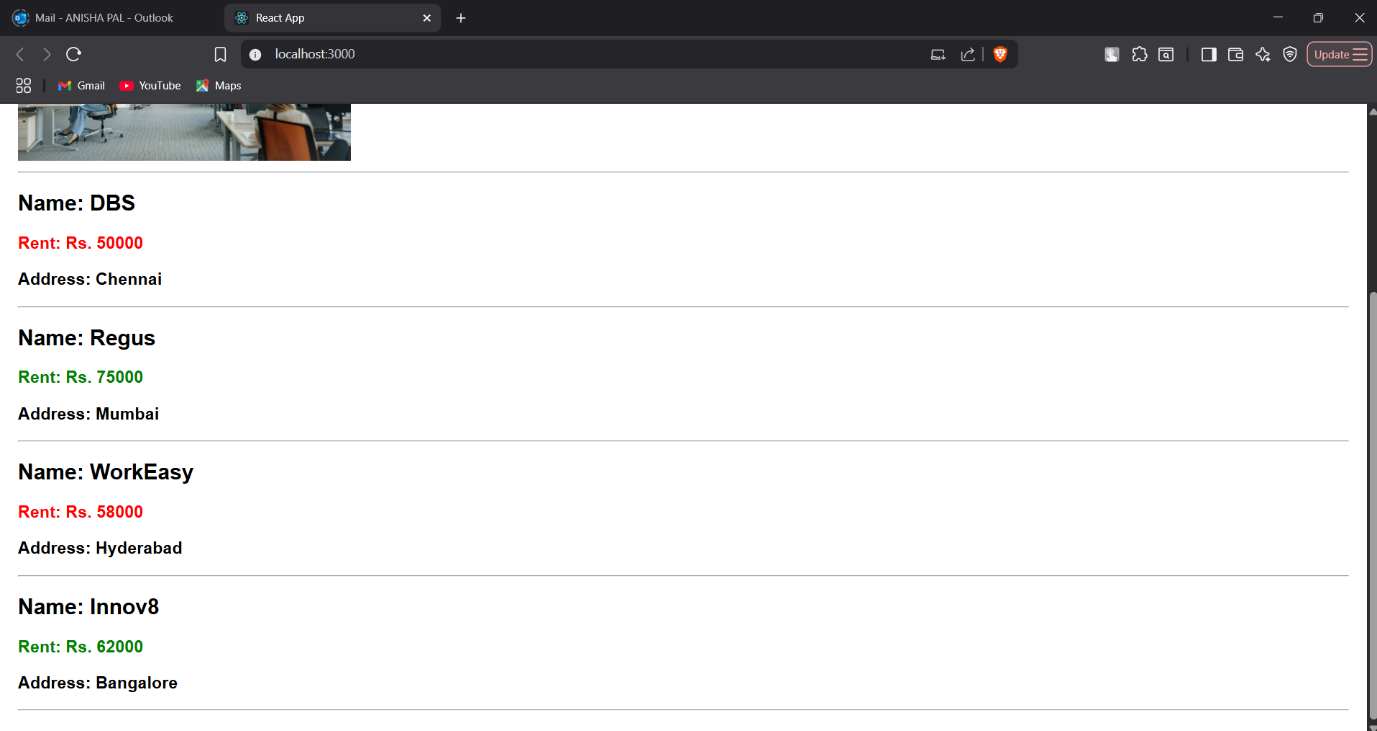 Mail - ANISHA PAL - Outlook
React App
localhost:3000
Update
Gmail
YouTube
Maps
Name: DBS
Rent: Rs. 50000
Address: Chennai
Name: Regus
Rent: Rs. 75000
Address: Mumbai
Name: WorkEasy
Rent: Rs. 58000
Address: Hyderabad
Name: Innov8
Rent: Rs. 62000
Address: Bangalore